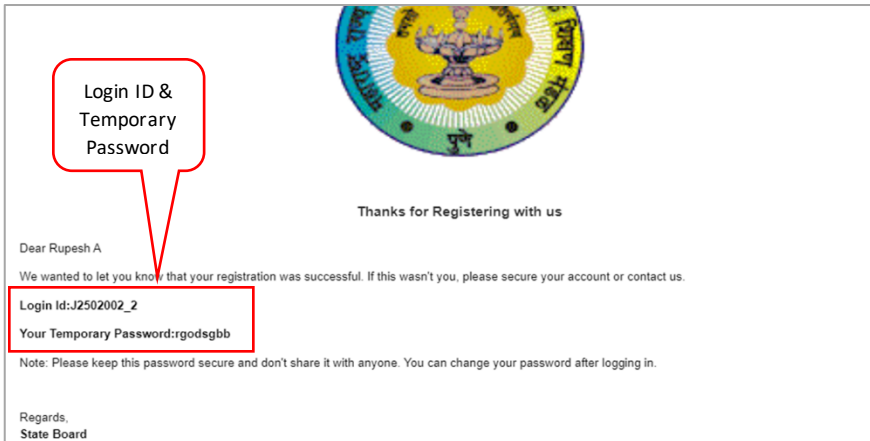 पुणे
Login ID &
Temporary
Password
Thanks for Registering with us
Dear Rupesh A
We wanted to let you know that your registration was successful. If this wasn't you, please secure your account or contact us.
Login Id:J2502002_2
Your Temporary Password:rgodsgbb
Note: Please keep this password secure and don't share it with anyone. You can change your password after logging in.
Regards,
State Board